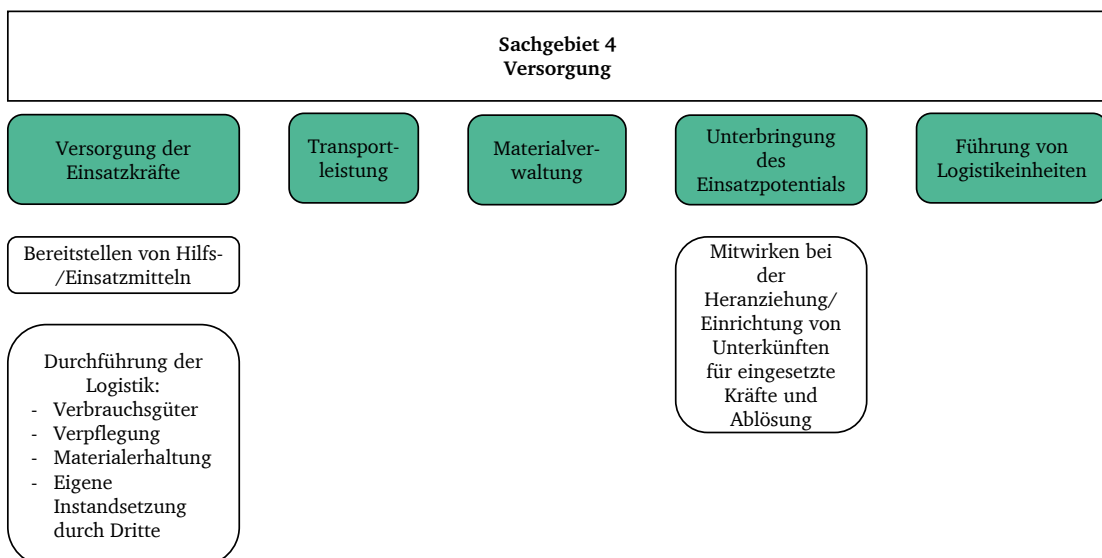 Sachgebiet 4
Versorgung
Versorgung der
Einsatzkräfte
Transport-
leistung
Materialver-
waltung
Unterbringung
des
Einsatzpotentials
Führung von
Logistikeinheiten
Bereitstellen von Hilfs-
/Einsatzmitteln
Mitwirken bei
der
Heranziehung/
Einrichtung von
Unterkünften
für eingesetzte
Kräfte und
Ablösung
Durchführung der
Logistik:
- Verbrauchsgüter
- Verpflegung
- Materialerhaltung
- Eigene
Instandsetzung
durch Dritte